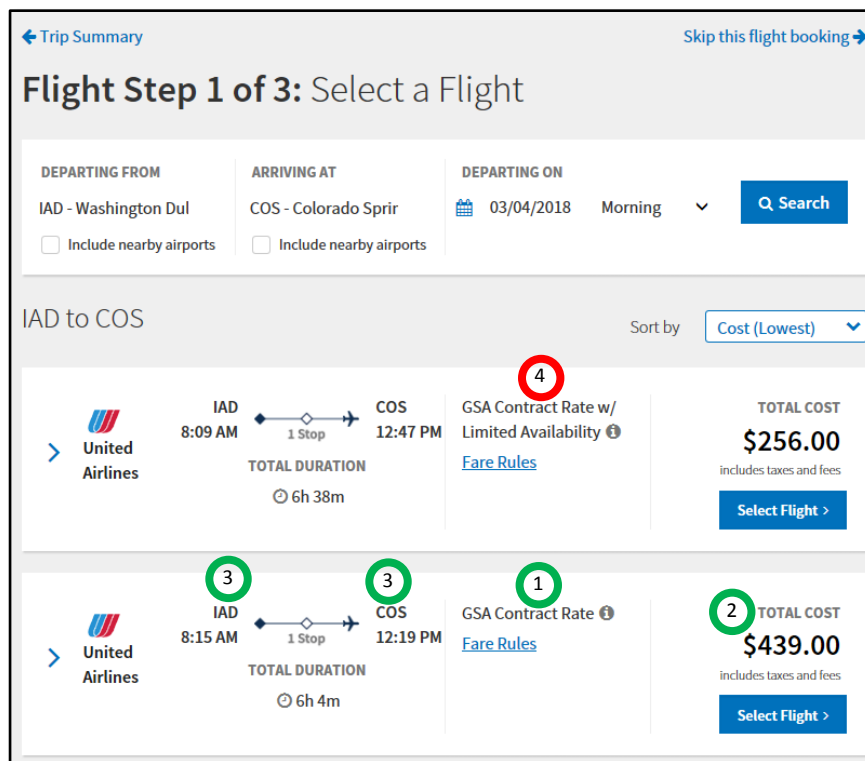 Trip Summary
Skip this flight booking
Flight Step 1 of 3: Select a Flight
DEPARTING FROM
ARRIVING AT
DEPARTING ON
IAD - Washington Dul
COS - Colorado Sprir
03/04/2018
Morning
Search
Include nearby airports
Include nearby airports
IAD to COS
Sort by
Cost (Lowest)
4
United
Airlines
IAD
8:09 AM
1 Stop
COS
12:47 PM
TOTAL DURATION
6h 38m
GSA Contract Rate w/
Limited Availability
Fare Rules
TOTAL COST
$256.00
includes taxes and fees
Select Flight >
3
3
1
2
United
Airlines
IAD
8:15 AM
1 Stop
COS
12:19 PM
TOTAL DURATION
6h 4m
GSA Contract Rate
Fare Rules
TOTAL COST
$439.00
includes taxes and fees
Select Flight >